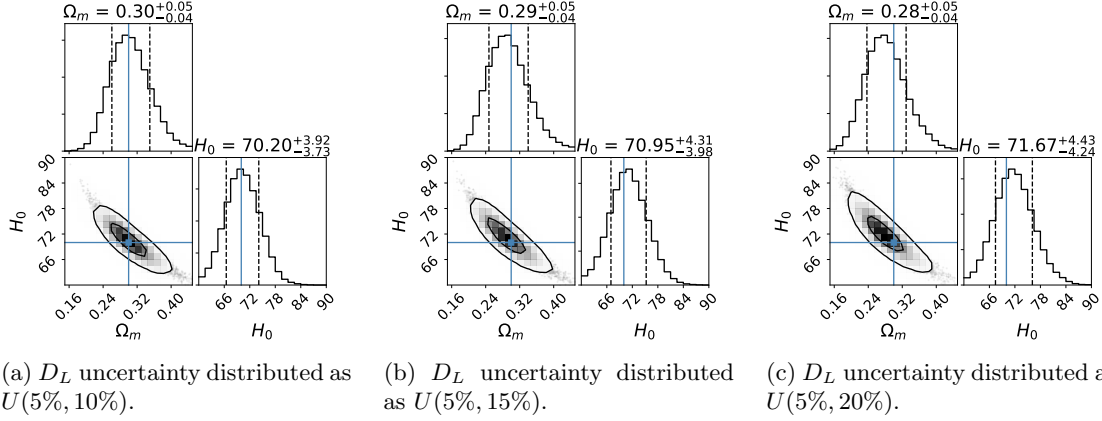 Ω_m = 0.30^{+0.05}_{-0.04}
H_0 = 70.20^{+3.92}_{-3.73}
90
84
78
72
66
H_0
0.16
0.24
0.32
0.40
Ω_m
66
72
78
84
90
H_0
(a) D_L uncertainty distributed as
U(5%, 10%).
Ω_m = 0.29^{+0.05}_{-0.04}
H_0 = 70.95^{+4.31}_{-3.98}
90
84
78
72
66
H_0
0.16
0.24
0.32
0.40
Ω_m
66
72
78
84
90
H_0
(b) D_L uncertainty distributed
as U(5%, 15%).
Ω_m = 0.28^{+0.05}_{-0.04}
H_0 = 71.67^{+4.43}_{-4.24}
90
84
78
72
66
H_0
0.16
0.24
0.32
0.40
Ω_m
66
72
78
84
90
H_0
(c) D_L uncertainty distributed
U(5%, 20%).